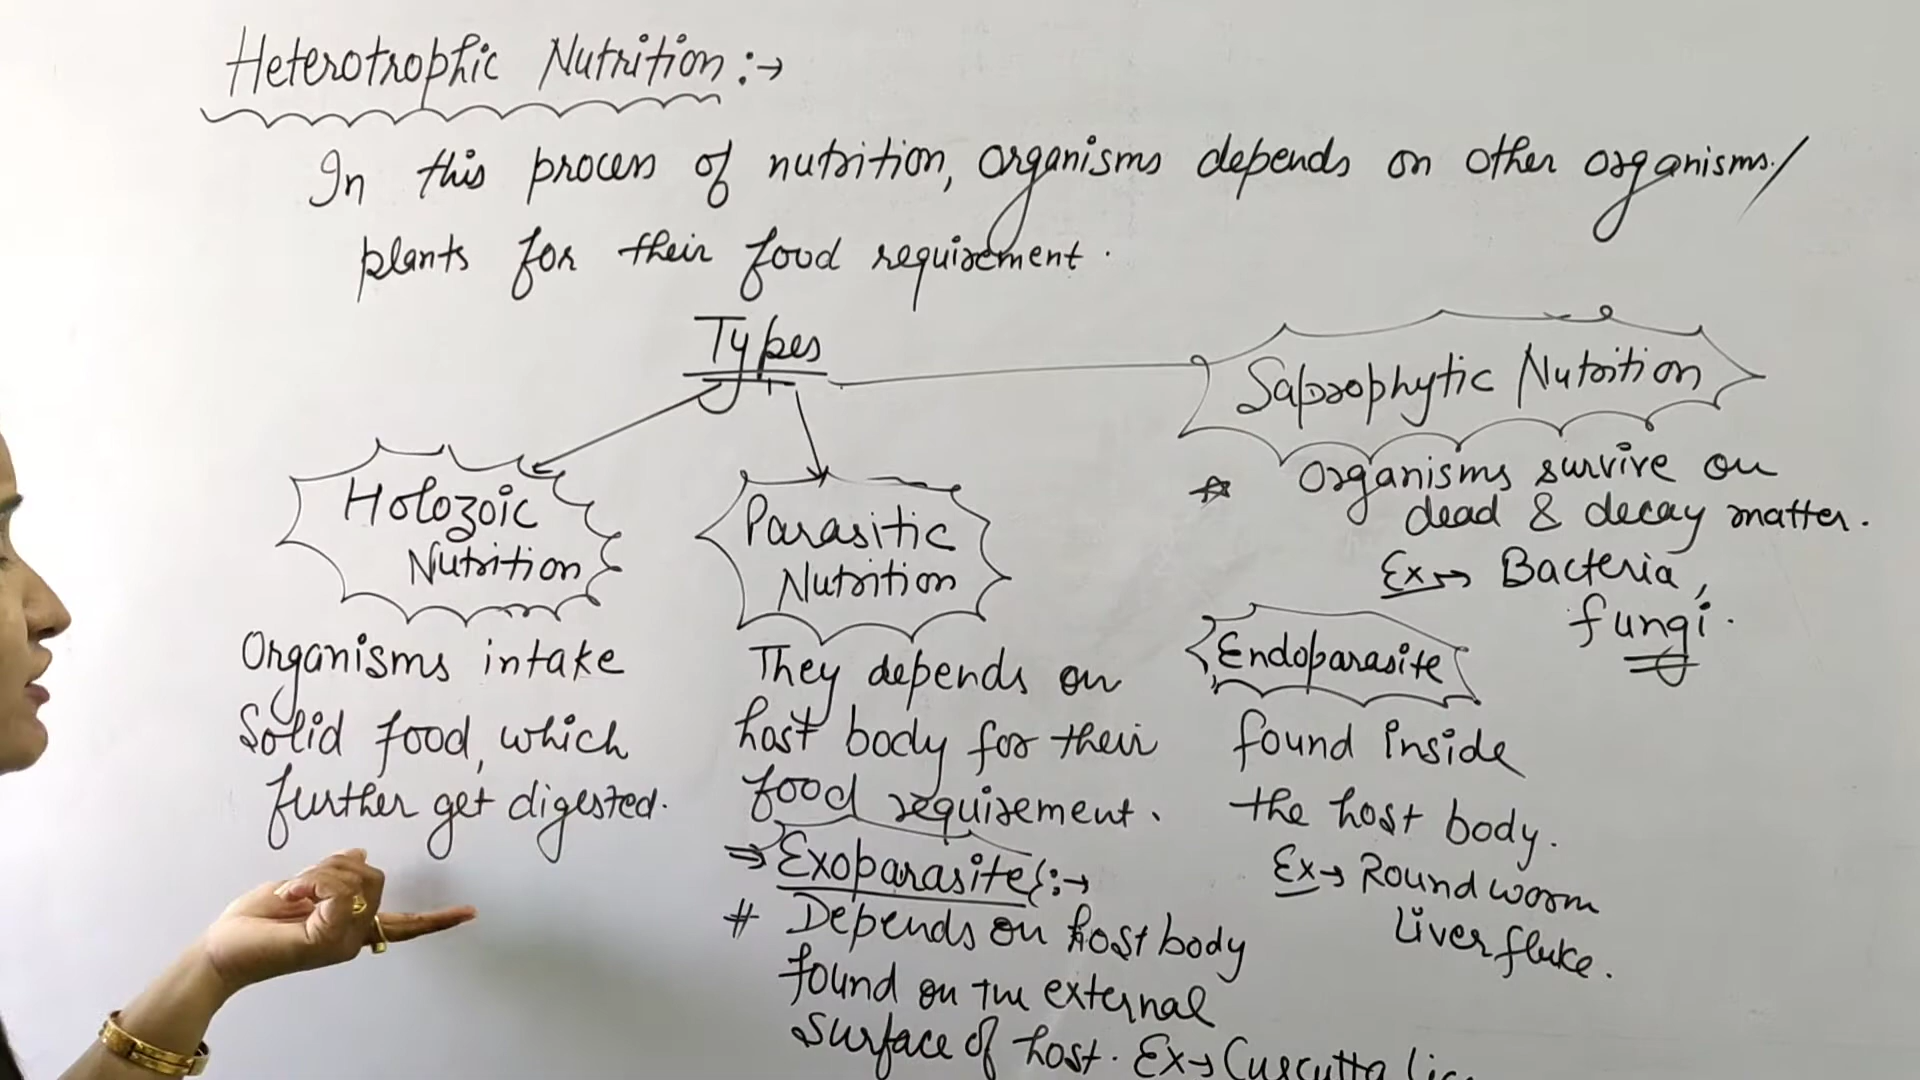 Heterotrophic Nutrition :→
In this process of nutrition, organisms depends on other organisms /
plants for their food requirement.
Types
Holozoic
Nutrition
Organisms intake
Solid food, which
further get digested.
Parasitic
Nutrition
They depends on
host body for their
food requirement.
⇒ Exoparasite :→
# Depends on host body
found on the external
surface of host. Ex→ Cuscutta
Endoparasite
found inside
the host body.
Ex→ Round worm
Liver fluke.
Saprophytic Nutrition
☆ Organisms survive on
dead & decay matter.
Ex→ Bacteria,
fungi.